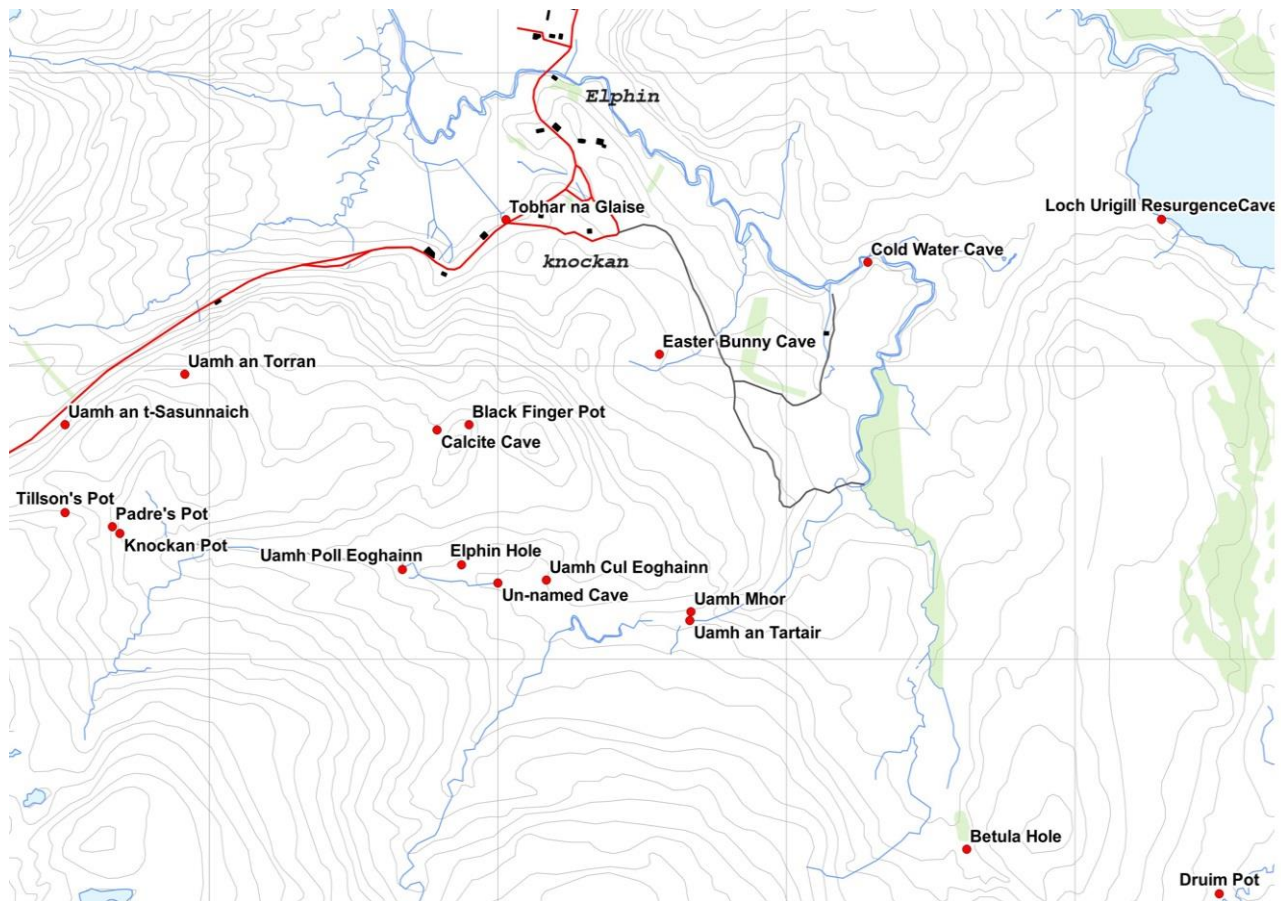 Elphin
Tobhar na Glaise
Loch Urigill ResurgenceCave
knockan
Cold Water Cave
Easter Bunny Cave
Uamh an Torran
Uamh an t-Sasunnaich
Black Finger Pot
Calcite Cave
Tillson's Pot
Padre's Pot
Knockan Pot
Uamh Poll Eoghainn
Elphin Hole
Uamh Cul Eoghainn
Un-named Cave
Uamh Mhor
Uamh an Tartair
Betula Hole
Druim Pot